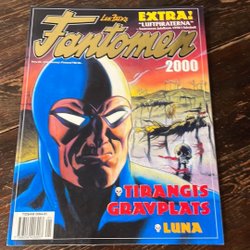 EXTRA!
"LUFTPIRATERNA"
Lee Falk's
Fantomen
2000
TIRANGIS
GRAVPLATS
LUNA